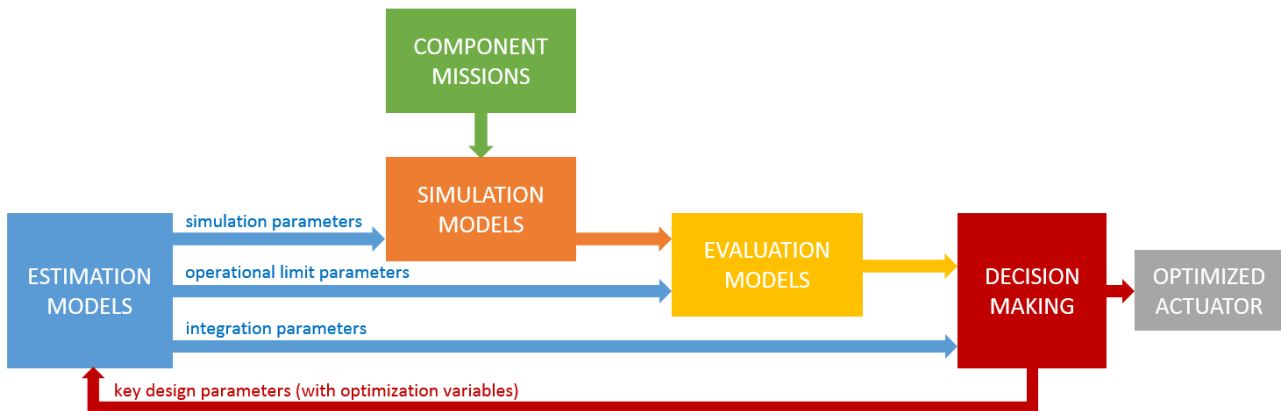 COMPONENT
MISSIONS
SIMULATION
MODELS
simulation parameters
ESTIMATION
MODELS
operational limit parameters
integration parameters
EVALUATION
MODELS
DECISION
MAKING
OPTIMIZED
ACTUATOR
key design parameters (with optimization variables)